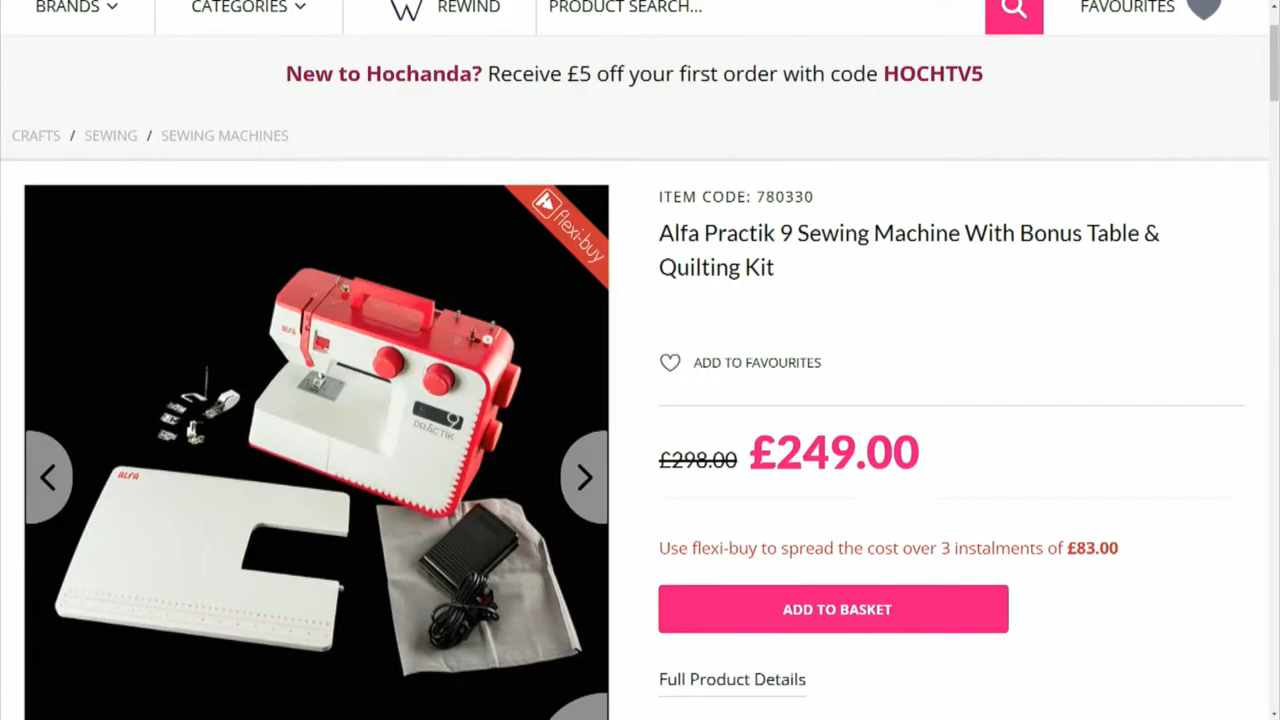 BRANDS
CATEGORIES
REWIND
PRODUCT SEARCH...
FAVOURITES
New to Hochanda? Receive £5 off your first order with code HOCHTV5
CRAFTS / SEWING / SEWING MACHINES
flexi-buy
ALFA
9
PRÁCTIK
ALFA
ITEM CODE: 780330
Alfa Practik 9 Sewing Machine With Bonus Table &
Quilting Kit
ADD TO FAVOURITES
£298.00 £249.00
Use flexi-buy to spread the cost over 3 instalments of £83.00
ADD TO BASKET
Full Product Details